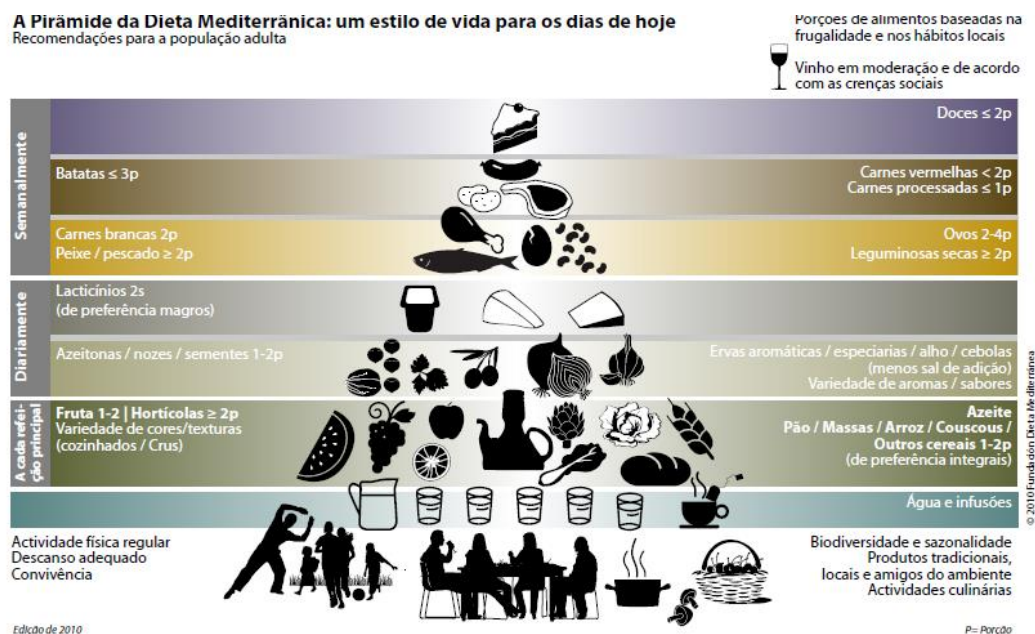 A Pirâmide da Dieta Mediterrânica: um estilo de vida para os dias de hoje
Recomendações para a população adulta
Porções de alimentos baseadas na
frugalidade e nos hábitos locais
Vinho em moderação e de acordo
com as crenças sociais
Semanalmente
Doces ≤ 2p
Batatas ≤ 3p
Carnes vermelhas < 2p
Carnes processadas ≤ 1p
Carnes brancas 2p
Peixe / pescado ≥ 2p
Ovos 2-4p
Leguminosas secas ≥ 2p
Diariamente
Lacticínios 2s
(de preferência magros)
Azeitonas / nozes / sementes 1-2p
Ervas aromáticas / especiarias / alho / cebolas
(menos sal de adição)
Variedade de aromas / sabores
A cada refei-
ção principal
Fruta 1-2 | Hortícolas ≥ 2p
Variedade de cores/texturas
(cozinhados / Crus)
Azeite
Pão / Massas / Arroz / Couscous /
Outros cereais 1-2p
(de preferência integrais)
Água e infusões
Actividade física regular
Descanso adequado
Convivência
Biodiversidade e sazonalidade
Produtos tradicionais,
locais e amigos do ambiente
Actividades culinárias
© 2010 Fundación Dieta Mediterránea
Edição de 2010
P= Porção